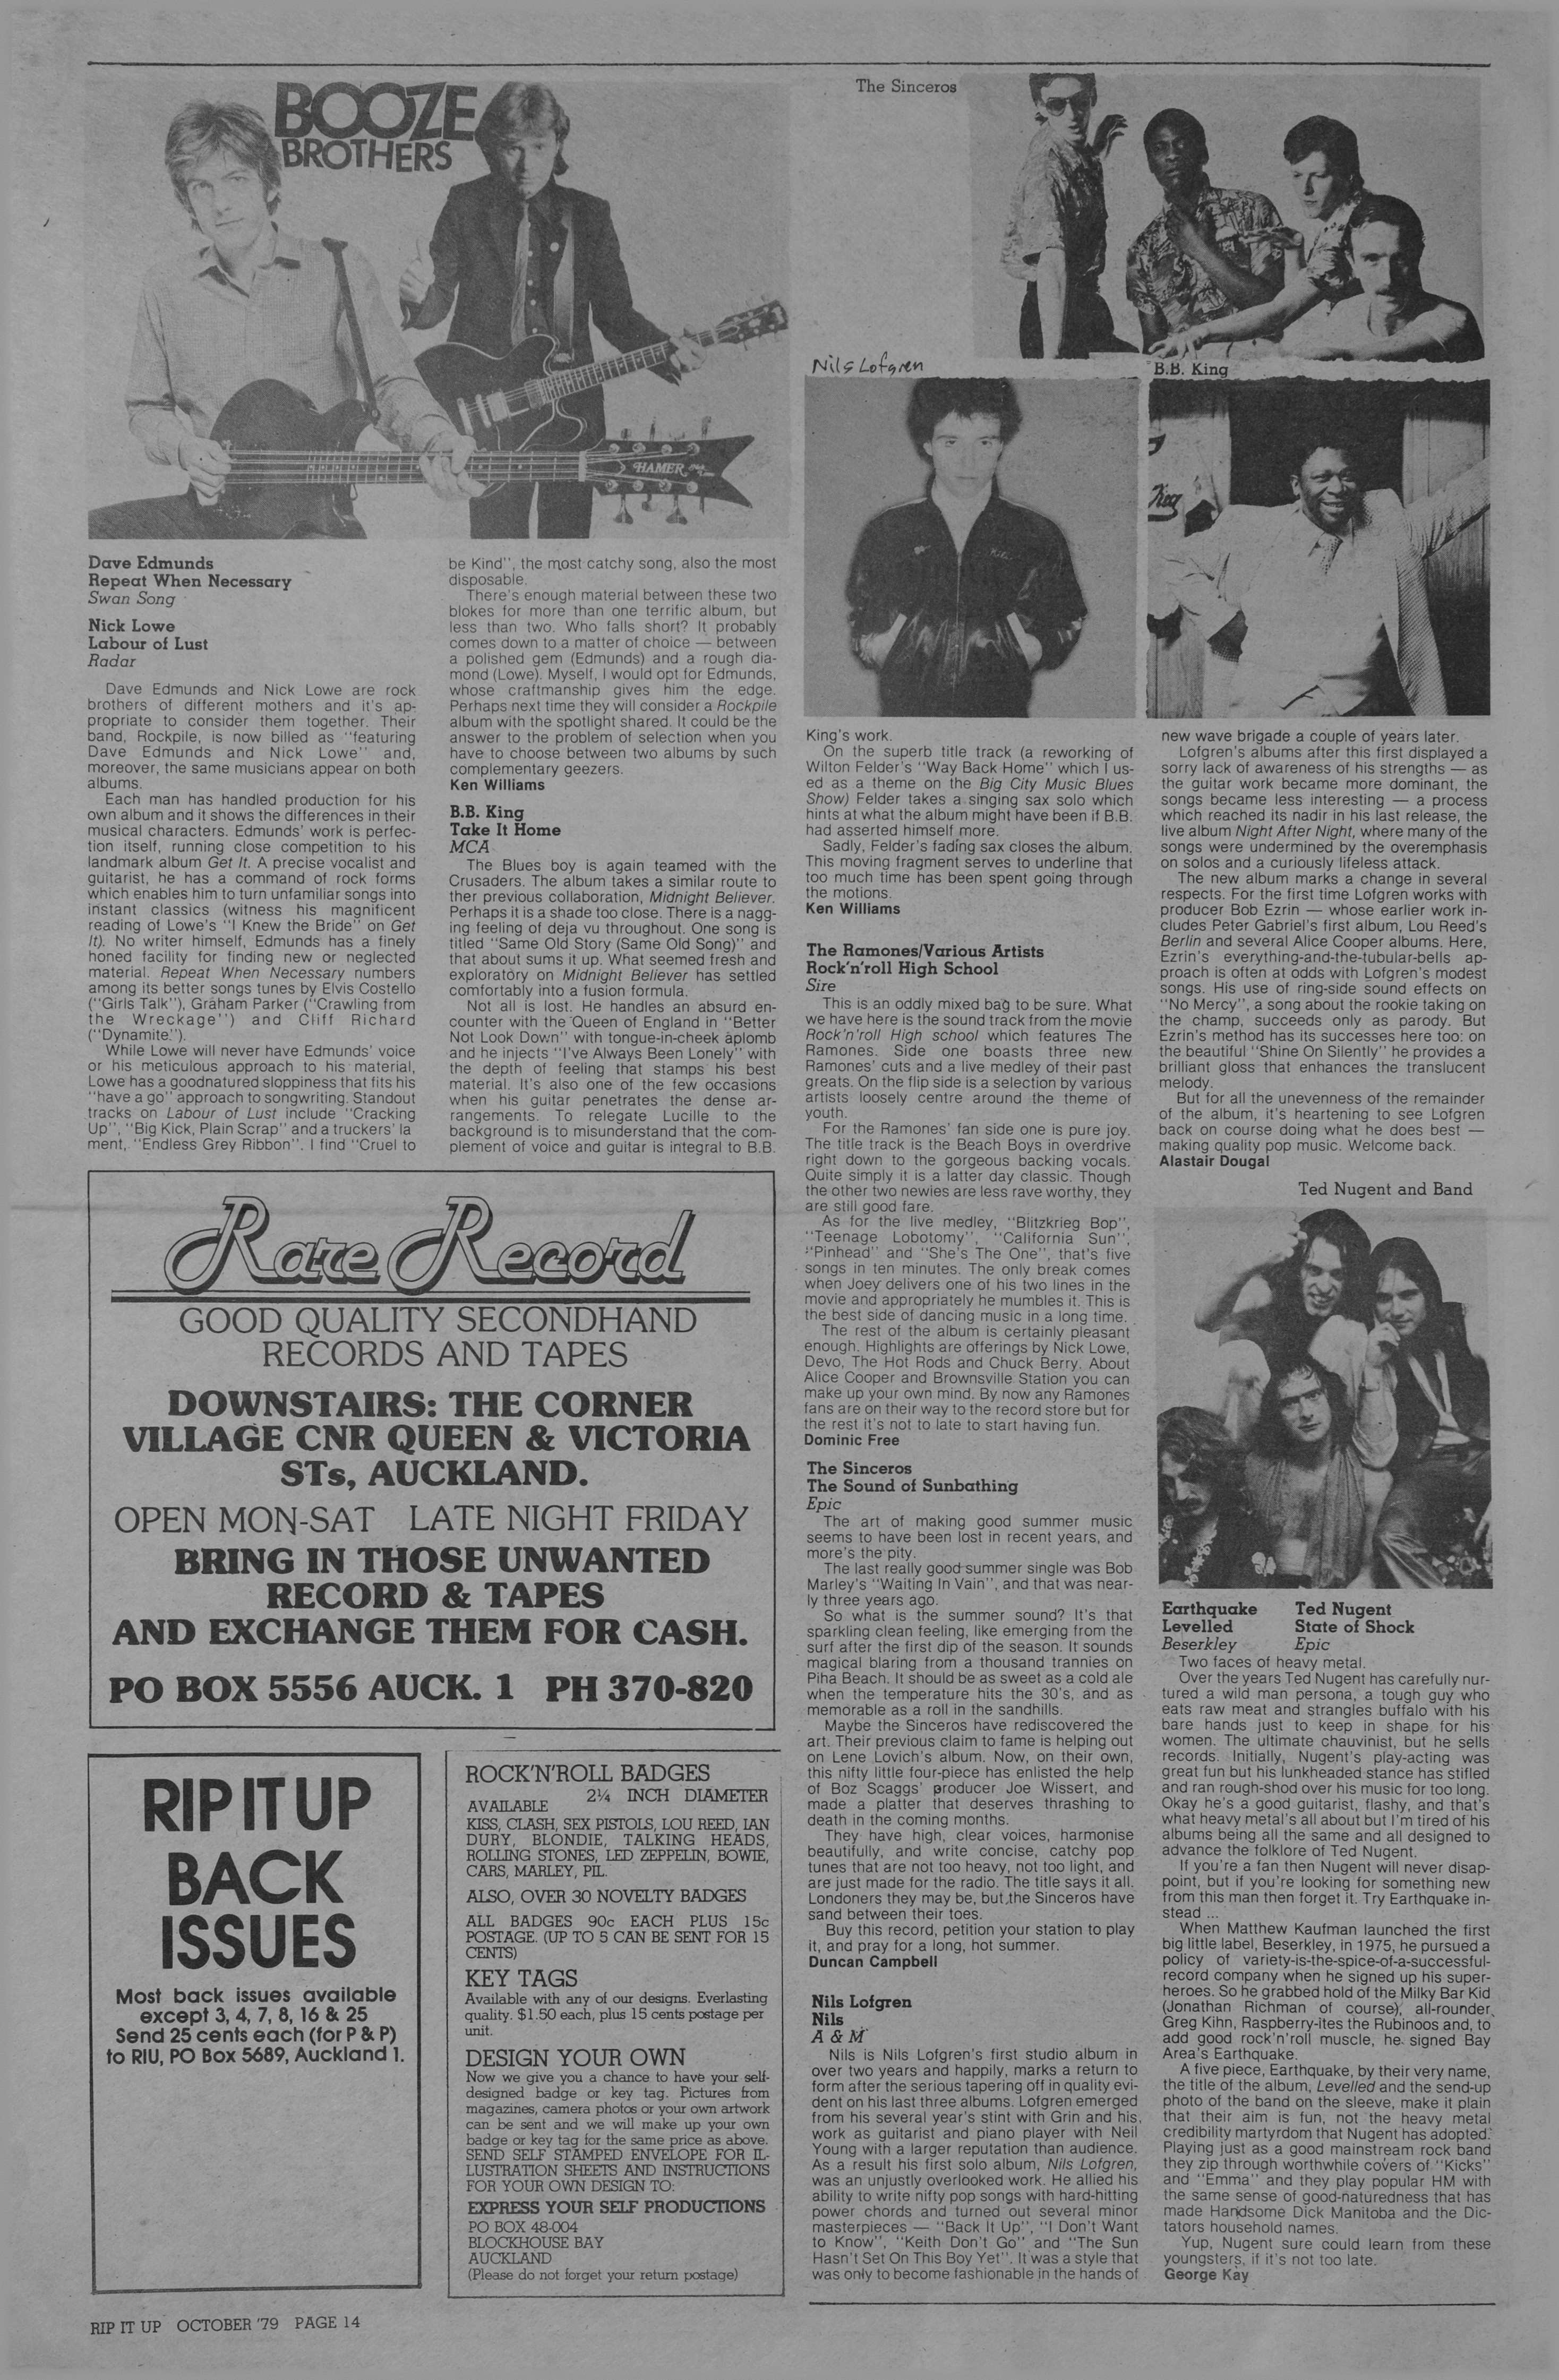 BOOZE
BROTHERS
HAMER
Dave Edmunds
Repeat When Necessary
Swan Song
Nick Lowe
Labour of Lust
Radar
Dave Edmunds and Nick Lowe are rock
brothers of different mothers and it's ap-
propriate to consider them together. Their
band, Rockpile, is now billed as "featuring
Dave Edmunds and Nick Lowe" and,
moreover, the same musicians appear on both
albums.
Each man has handled production for his
own album and it shows the differences in their
musical characters. Edmunds' work is perfec-
tion itself, running close competition to his
landmark album Get It. A precise vocalist and
guitarist, he has a command of rock forms
which enables him to turn unfamiliar songs into
instant classics (witness his magnificent
reading of Lowe's "I Knew the Bride" on Get
It). No writer himself, Edmunds has a finely
honed facility for finding new or neglected
material. Repeat When Necessary numbers
among its better songs tunes by Elvis Costello
("Girls Talk"), Graham Parker ("Crawling from
the Wreckage") and Cliff Richard
("Dynamite").
While Lowe will never have Edmunds' voice
or his meticulous approach to his material,
Lowe has a goodnatured sloppiness that fits his
"have a go" approach to songwriting. Standout
tracks on Labour of Lust include "Cracking
Up", "Big Kick, Plain Scrap" and a truckers' la
ment, "Endless Grey Ribbon". I find "Cruel to
be Kind", the most catchy song, also the most
disposable.
There's enough material between these two
blokes for more than one terrific album, but
less than two. Who falls short? It probably
comes down to a matter of choice — between
a polished gem (Edmunds) and a rough dia-
mond (Lowe). Myself, I would opt for Edmunds,
whose craftmanship gives him the edge.
Perhaps next time they will consider a Rockpile
album with the spotlight shared. It could be the
answer to the problem of selection when you
have to choose between two albums by such
complementary geezers.
Ken Williams
B.B. King
Take It Home
MCA
The Blues boy is again teamed with the
Crusaders. The album takes a similar route to
ther previous collaboration, Midnight Believer.
Perhaps it is a shade too close. There is a nagg-
ing feeling of deja vu throughout. One song is
titled "Same Old Story (Same Old Song)" and
that about sums it up. What seemed fresh and
exploratory on Midnight Believer has settled
comfortably into a fusion formula.
Not all is lost. He handles an absurd en-
counter with the Queen of England in "Better
Not Look Down" with tongue-in-cheek aplomb
and he injects "I've Always Been Lonely" with
the depth of feeling that stamps his best
material. It's also one of the few occasions
when his guitar penetrates the dense ar-
rangements. To relegate Lucille to the
background is to misunderstand that the com-
plement of voice and guitar is integral to B.B.
Rare Record
GOOD QUALITY SECONDHAND
RECORDS AND TAPES
DOWNSTAIRS: THE CORNER
VILLAGE CNR QUEEN & VICTORIA
STs, AUCKLAND.
OPEN MON-SAT LATE NIGHT FRIDAY
BRING IN THOSE UNWANTED
RECORD & TAPES
AND EXCHANGE THEM FOR CASH.
PO BOX 5556 AUCK. 1 PH 370-820
RIP IT UP
BACK
ISSUES
Most back issues available
except 3, 4, 7, 8, 16 & 25
Send 25 cents each (for P & P)
to RIU, PO Box 5689, Auckland 1.
ROCK'N'ROLL BADGES
AVAILABLE 2¼ INCH DIAMETER
KISS, CLASH, SEX PISTOLS, LOU REED, IAN
DURY, BLONDIE, TALKING HEADS,
ROLLING STONES, LED ZEPPELIN, BOWIE,
CARS, MARLEY, PIL.
ALSO, OVER 30 NOVELTY BADGES
ALL BADGES 90c EACH PLUS 15c
POSTAGE. (UP TO 5 CAN BE SENT FOR 15
CENTS)
KEY TAGS
Available with any of our designs. Everlasting
quality. $1.50 each, plus 15 cents postage per
unit.
DESIGN YOUR OWN
Now we give you a chance to have your self-
designed badge or key tag. Pictures from
magazines, camera photos or your own artwork
can be sent and we will make up your own
badge or key tag for the same price as above.
SEND SELF STAMPED ENVELOPE FOR IL-
LUSTRATION SHEETS AND INSTRUCTIONS
FOR YOUR OWN DESIGN TO:
EXPRESS YOUR SELF PRODUCTIONS
PO BOX 48-004
BLOCKHOUSE BAY
AUCKLAND
(Please do not forget your return postage)
The Sinceros
Nils Lofgren
B.B. King
King's work.
On the superb title track (a reworking of
Wilton Felder's "Way Back Home" which I us-
ed as a theme on the Big City Music Blues
Show) Felder takes a singing sax solo which
hints at what the album might have been if B.B.
had asserted himself more.
Sadly, Felder's fading sax closes the album.
This moving fragment serves to underline that
too much time has been spent going through
the motions.
Ken Williams
The Ramones/Various Artists
Rock'n'roll High School
Sire
This is an oddly mixed bag to be sure. What
we have here is the sound track from the movie
Rock'n'roll High school which features The
Ramones. Side one boasts three new
Ramones' cuts and a live medley of their past
greats. On the flip side is a selection by various
artists loosely centre around the theme of
youth.
For the Ramones' fan side one is pure joy.
The title track is the Beach Boys in overdrive
right down to the gorgeous backing vocals.
Quite simply it is a latter day classic. Though
the other two newies are less rave worthy, they
are still good fare.
As for the live medley, "Blitzkrieg Bop",
"Teenage Lobotomy", "California Sun",
"Pinhead" and "She's The One", that's five
songs in ten minutes. The only break comes
when Joey delivers one of his two lines in the
movie and appropriately he mumbles it. This is
the best side of dancing music in a long time.
The rest of the album is certainly pleasant
enough. Highlights are offerings by Nick Lowe,
Devo, The Hot Rods and Chuck Berry. About
Alice Cooper and Brownsville Station you can
make up your own mind. By now any Ramones
fans are on their way to the record store but for
the rest it's not to late to start having fun.
Dominic Free
The Sinceros
The Sound of Sunbathing
Epic
The art of making good summer music
seems to have been lost in recent years, and
more's the pity.
The last really good summer single was Bob
Marley's "Waiting In Vain", and that was near-
ly three years ago.
So what is the summer sound? It's that
sparkling clean feeling, like emerging from the
surf after the first dip of the season. It sounds
magical blaring from a thousand trannies on
Piha Beach. It should be as sweet as a cold ale
when the temperature hits the 30's, and as
memorable as a roll in the sandhills.
Maybe the Sinceros have rediscovered the
art. Their previous claim to fame is helping out
on Lene Lovich's album. Now, on their own,
this nifty little four-piece has enlisted the help
of Boz Scaggs' producer Joe Wissert, and
made a platter that deserves thrashing to
death in the coming months.
They have high, clear voices, harmonise
beautifully, and write concise, catchy pop
tunes that are not too heavy, not too light, and
are just made for the radio. The title says it all.
Londoners they may be, but the Sinceros have
sand between their toes.
Buy this record, petition your station to play
it, and pray for a long, hot summer.
Duncan Campbell
Nils Lofgren
Nils
A & M
Nils is Nils Lofgren's first studio album in
over two years and happily, marks a return to
form after the serious tapering off in quality evi-
dent on his last three albums. Lofgren emerged
from his several year's stint with Grin and his
work as guitarist and piano player with Neil
Young with a larger reputation than audience.
As a result his first solo album, Nils Lofgren,
was an unjustly overlooked work. He allied his
ability to write nifty pop songs with hard-hitting
power chords and turned out several minor
masterpieces — "Back It Up", "I Don't Want
to Know", "Keith Don't Go" and "The Sun
Hasn't Set On This Boy Yet". It was a style that
was only to become fashionable in the hands of
new wave brigade a couple of years later.
Lofgren's albums after this first displayed a
sorry lack of awareness of his strengths — as
the guitar work became more dominant, the
songs became less interesting — a process
which reached its nadir in his last release, the
live album Night After Night, where many of the
songs were undermined by the overemphasis
on solos and a curiously lifeless attack.
The new album marks a change in several
respects. For the first time Lofgren works with
producer Bob Ezrin — whose earlier work in-
cludes Peter Gabriel's first album, Lou Reed's
Berlin and several Alice Cooper albums. Here,
Ezrin's everything-and-the-tubular-bells ap-
proach is often at odds with Lofgren's modest
songs. His use of ring-side sound effects on
"No Mercy", a song about the rookie taking on
the champ, succeeds only as parody. But
Ezrin's method has its successes here too: on
the beautiful "Shine On Silently" he provides a
brilliant gloss that enhances the translucent
melody.
But for all the unevenness of the remainder
of the album, it's heartening to see Lofgren
back on course doing what he does best —
making quality pop music. Welcome back.
Alastair Dougal
Ted Nugent and Band
Earthquake
Levelled
Beserkley
Ted Nugent
State of Shock
Epic
Two faces of heavy metal.
Over the years Ted Nugent has carefully nur-
tured a wild man persona, a tough guy who
eats raw meat and strangles buffalo with his
bare hands just to keep in shape for his
women. The ultimate chauvinist, but he sells
records. Initially, Nugent's play-acting was
great fun but his lunkheaded stance has stifled
and ran rough-shod over his music for too long.
Okay he's a good guitarist, flashy, and that's
what heavy metal's all about but I'm tired of his
albums being all the same and all designed to
advance the folklore of Ted Nugent.
If you're a fan then Nugent will never disap-
point, but if you're looking for something new
from this man then forget it. Try Earthquake in-
stead ...
When Matthew Kaufman launched the first
big little label, Beserkley, in 1975, he pursued a
policy of variety-is-the-spice-of-a-successful-
record company when he signed up his super-
heroes. So he grabbed hold of the Milky Bar Kid
(Jonathan Richman of course), all-rounder
Greg Kihn, Raspberry-ites the Rubinoos and, to
add good rock'n'roll muscle, he signed Bay
Area's Earthquake.
A five piece, Earthquake, by their very name,
the title of the album, Levelled and the send-up
photo of the band on the sleeve, make it plain
that their aim is fun, not the heavy metal
credibility martyrdom that Nugent has adopted.
Playing just as a good mainstream rock band
they zip through worthwhile covers of "Kicks"
and "Emma" and they play popular HM with
the same sense of good-naturedness that has
made Handsome Dick Manitoba and the Dic-
tators household names.
Yup, Nugent sure could learn from these
youngsters, if it's not too late.
George Kay
RIP IT UP OCTOBER '79 PAGE 14